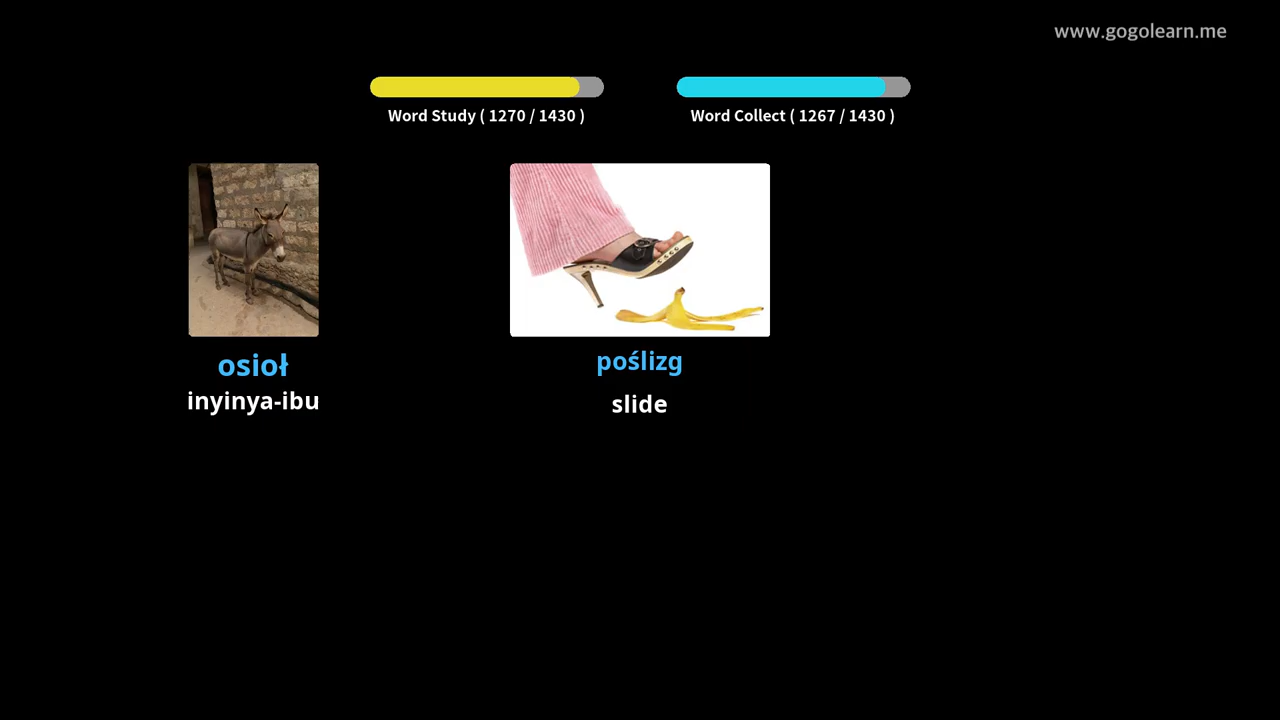 www.gogolearn.me
Word Study ( 1270 / 1430 )
Word Collect ( 1267 / 1430 )
osioł
inyinya-ibu
poślizg
slide